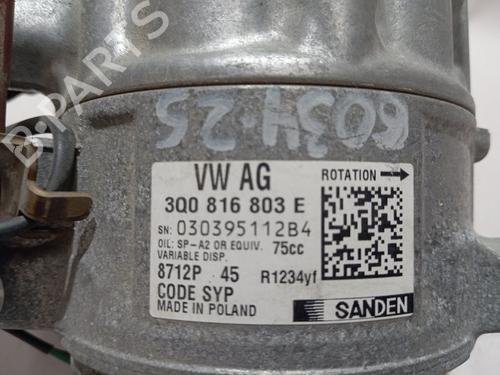 6034-25
B-PARTS
VW AG
ROTATION
3Q0 816 803 E
SN: 030395112B4
OIL: SP-A2 OR EQUIV. 75cc
VARIABLE DISP.
8712P 45 R1234yf
CODE SYP
MADE IN POLAND
SANDEN